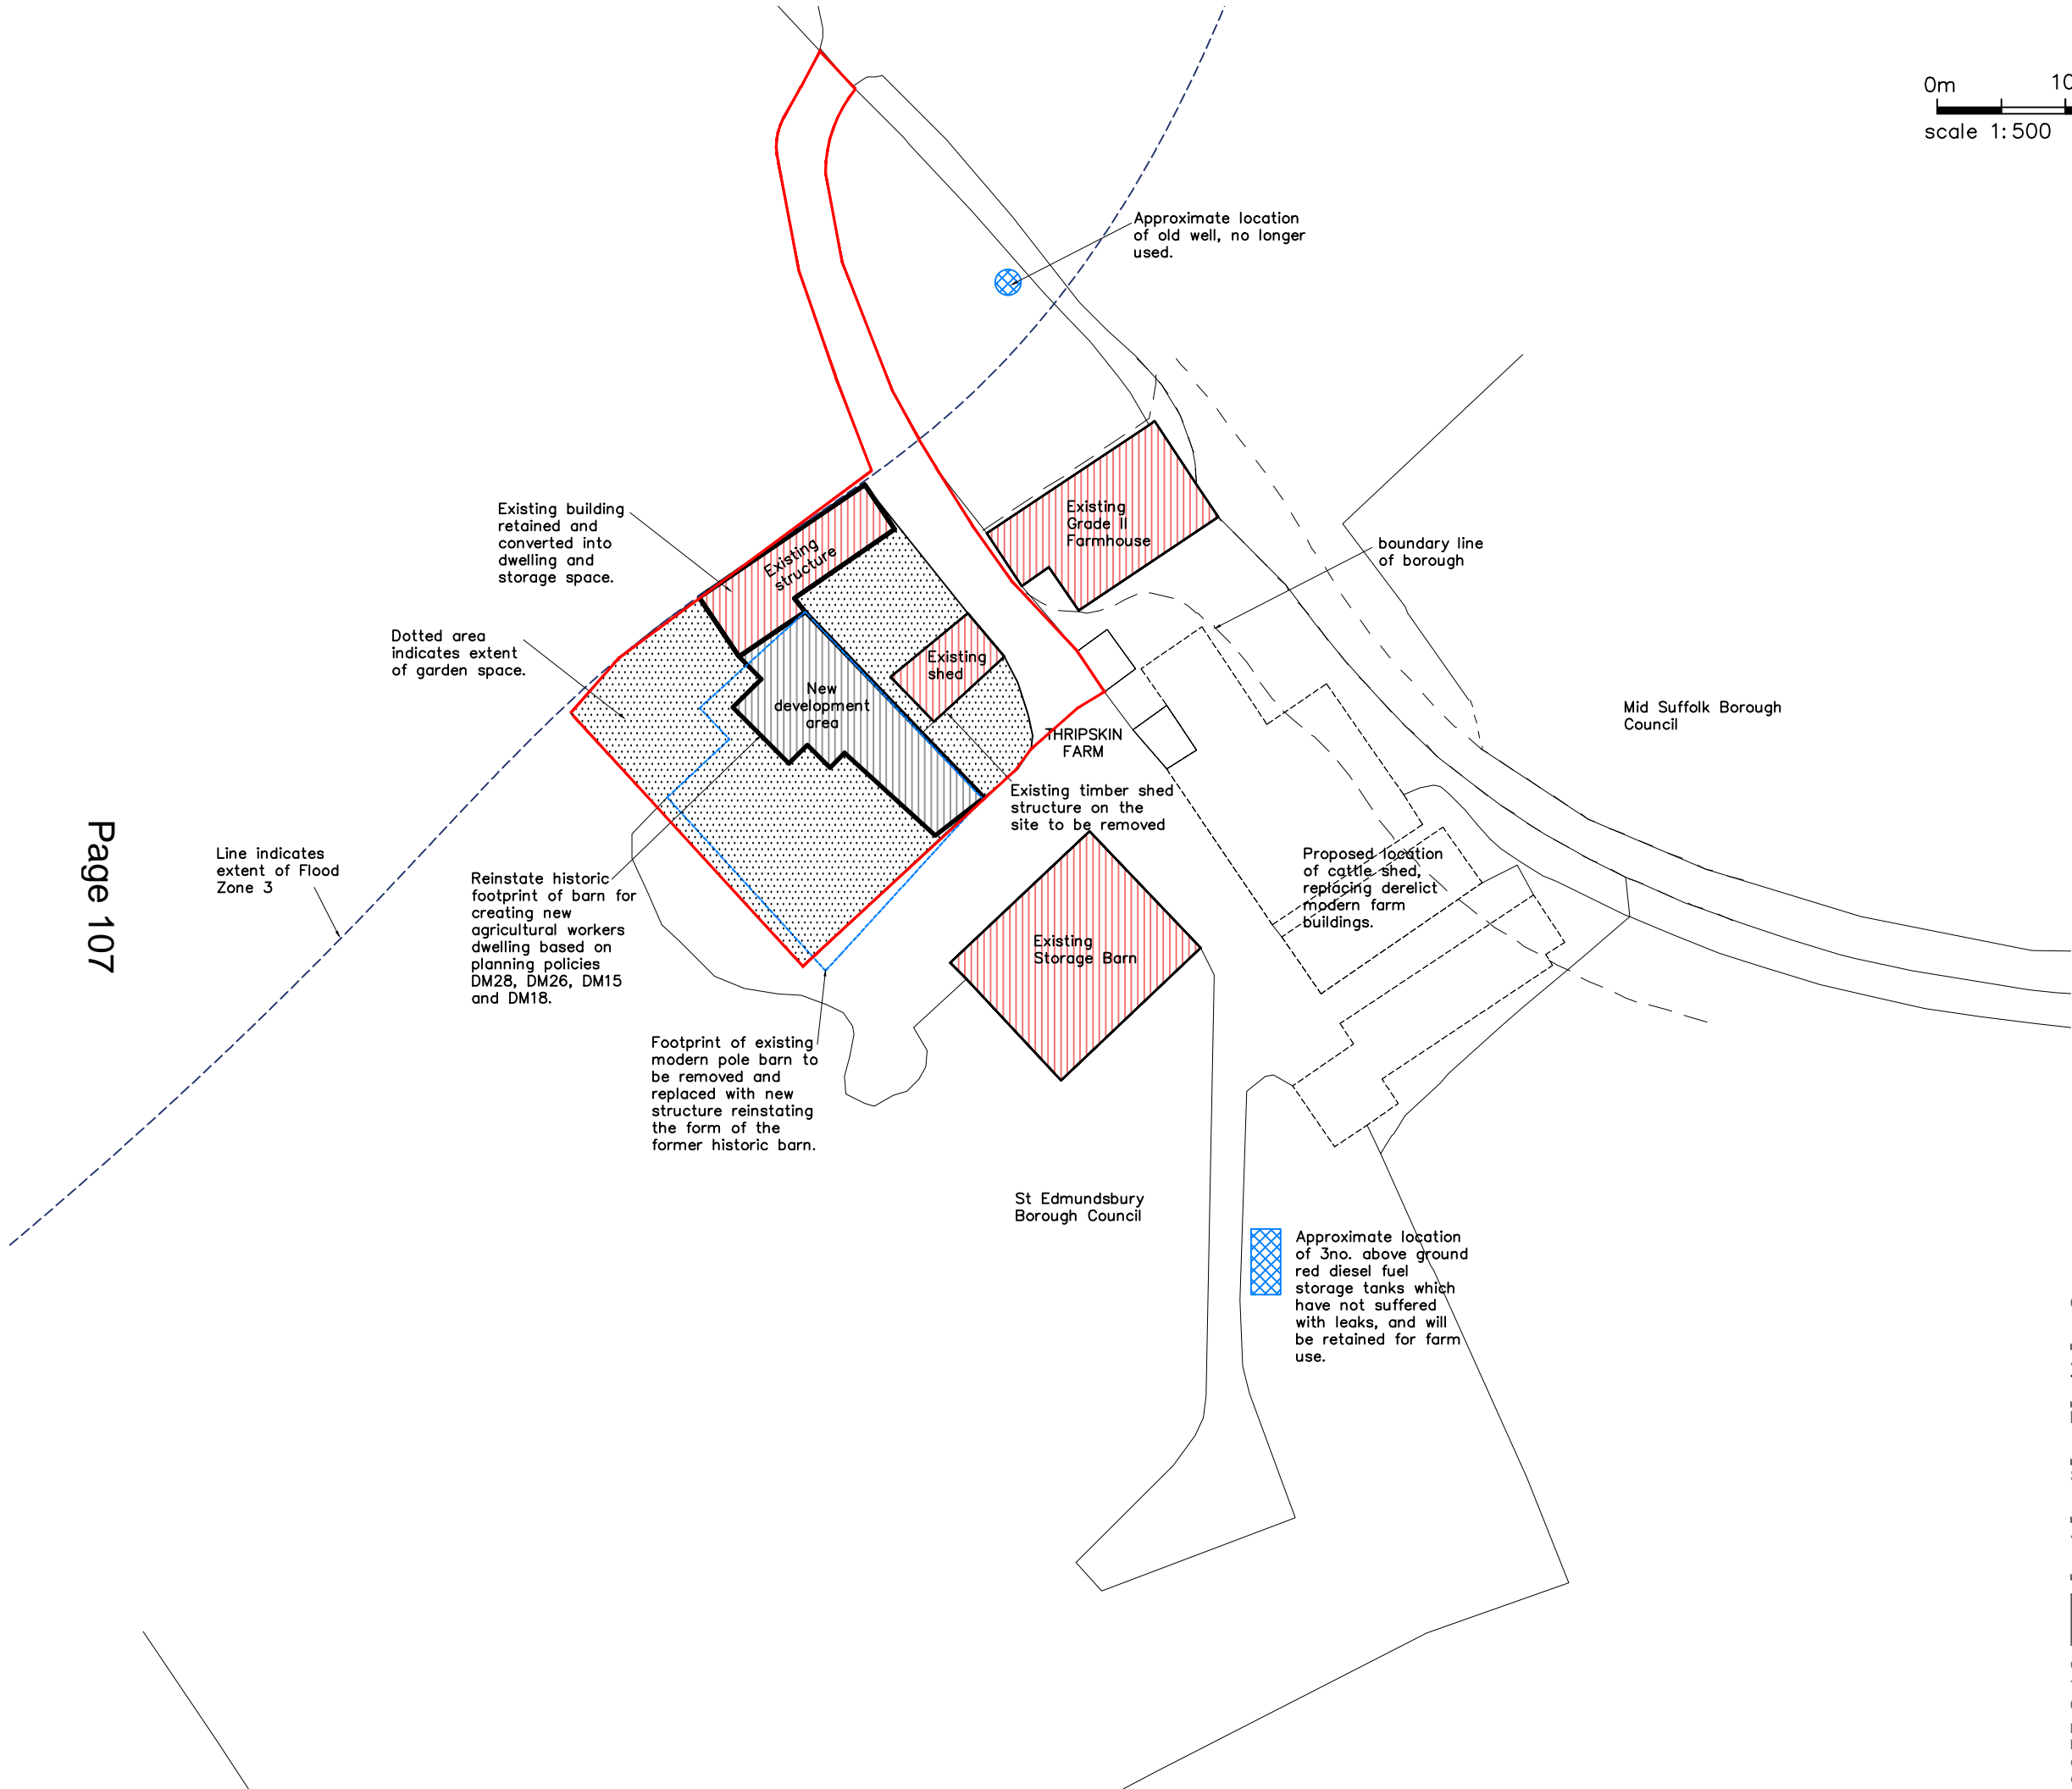 0m 10
scale 1:500
Approximate location
of old well, no longer
used.
Existing building
retained and
converted into
dwelling and
storage space.
Existing
structure
Existing
Grade II
Farmhouse
boundary line
of borough
Dotted area
indicates extent
of garden space.
Existing
shed
New
development
area
Mid Suffolk Borough
Council
THRIPSKIN
FARM
Existing timber shed
structure on the
site to be removed
Page 107
Line indicates
extent of Flood
Zone 3
Reinstate historic
footprint of barn for
creating new
agricultural workers
dwelling based on
planning policies
DM28, DM26, DM15
and DM18.
Proposed location
of cattle shed,
replacing derelict
modern farm
buildings.
Existing
Storage Barn
Footprint of existing
modern pole barn to
be removed and
replaced with new
structure reinstating
the form of the
former historic barn.
St Edmundsbury
Borough Council
Approximate location
of 3no. above ground
red diesel fuel
storage tanks which
have not suffered
with leaks, and will
be retained for farm
use.